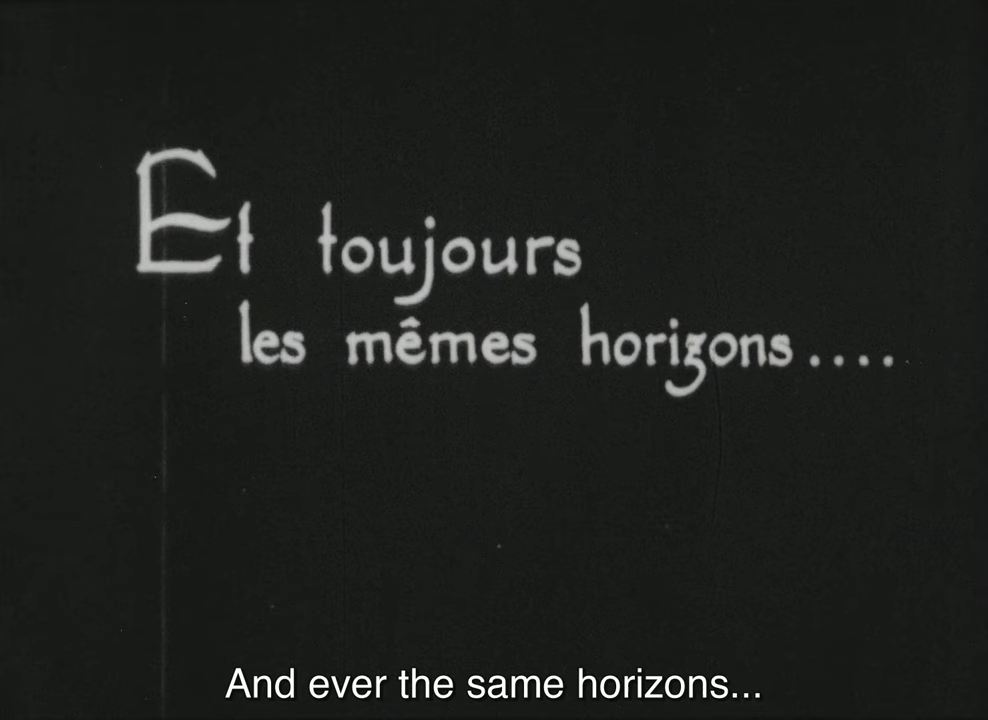 Et toujours
les mêmes horizons....
And ever the same horizons...